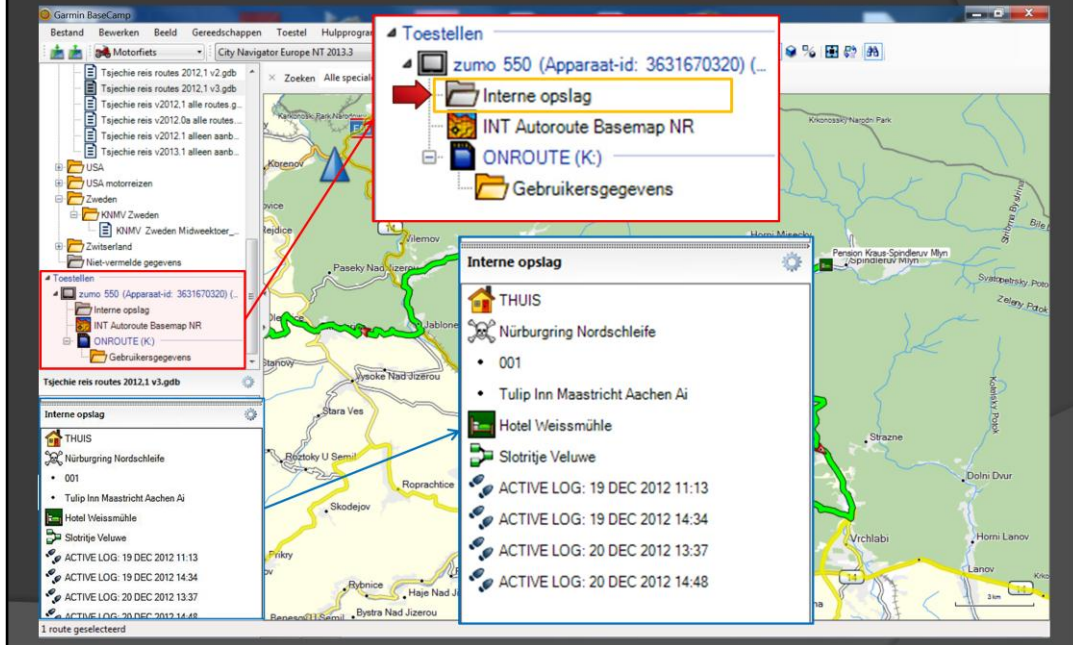 Garmin BaseCamp
Bestand Bewerken Beeld Gereedschappen Toestel Hulpprogra
Motorfiets City Navigator Europe NT 2013.3
Tsjechie reis routes 2012,1 v2.gdb
Tsjechie reis routes 2012,1 v3.gdb
Tsjechie reis v2012,1 alle routes.g...
Tsjechie reis v2012.0a alle routes....
Tsjechie reis v2012.1 alleen aanb...
Tsjechie reis v2013.1 alleen aanb...
USA
USA motorreizen
Zweden
KNMV Zweden
KNMV Zweden Midweektoer_...
Zwitserland
Niet-vermelde gegevens
Toestellen
zumo 550 (Apparaat-id: 3631670320) (...
Interne opslag
INT Autoroute Basemap NR
ONROUTE (K:)
Gebruikersgegevens
Tsjechie reis routes 2012,1 v3.gdb
Interne opslag
THUIS
Nürburgring Nordschleife
001
Tulip Inn Maastricht Aachen Ai
Hotel Weissmühle
Slotritje Veluwe
ACTIVE LOG: 19 DEC 2012 11:13
ACTIVE LOG: 19 DEC 2012 14:34
ACTIVE LOG: 20 DEC 2012 13:37
ACTIVE LOG: 20 DEC 2012 14:48
1 route geselecteerd
Zoeken Alle special
Toestellen
zumo 550 (Apparaat-id: 3631670320) (...
Interne opslag
INT Autoroute Basemap NR
ONROUTE (K:)
Gebruikersgegevens
Interne opslag
THUIS
Nürburgring Nordschleife
001
Tulip Inn Maastricht Aachen Ai
Hotel Weissmühle
Slotritje Veluwe
ACTIVE LOG: 19 DEC 2012 11:13
ACTIVE LOG: 19 DEC 2012 14:34
ACTIVE LOG: 20 DEC 2012 13:37
ACTIVE LOG: 20 DEC 2012 14:48
Korenov
14
Vilemov
Paseky Nad Jizerou
Jablone
Vysoke Nad Jizerou
Stara Ves
Roztoky U Semil
Roprachtice
Skodejov
Prikry
Rybnice
Haje Nad J
Bystra Nad Jizerou
Benesov U Semil
Krkonossky Narodni Park
Horni Misecky
Pension Kraus-Spindleruv Mlyn
Spindleruv Mlyn
Svatopetrsky Poto
Zeleny Potok
Strazne
Dolni Dvur
Vrchlabi
Horni Lanov
Lanov
14
14
3 km